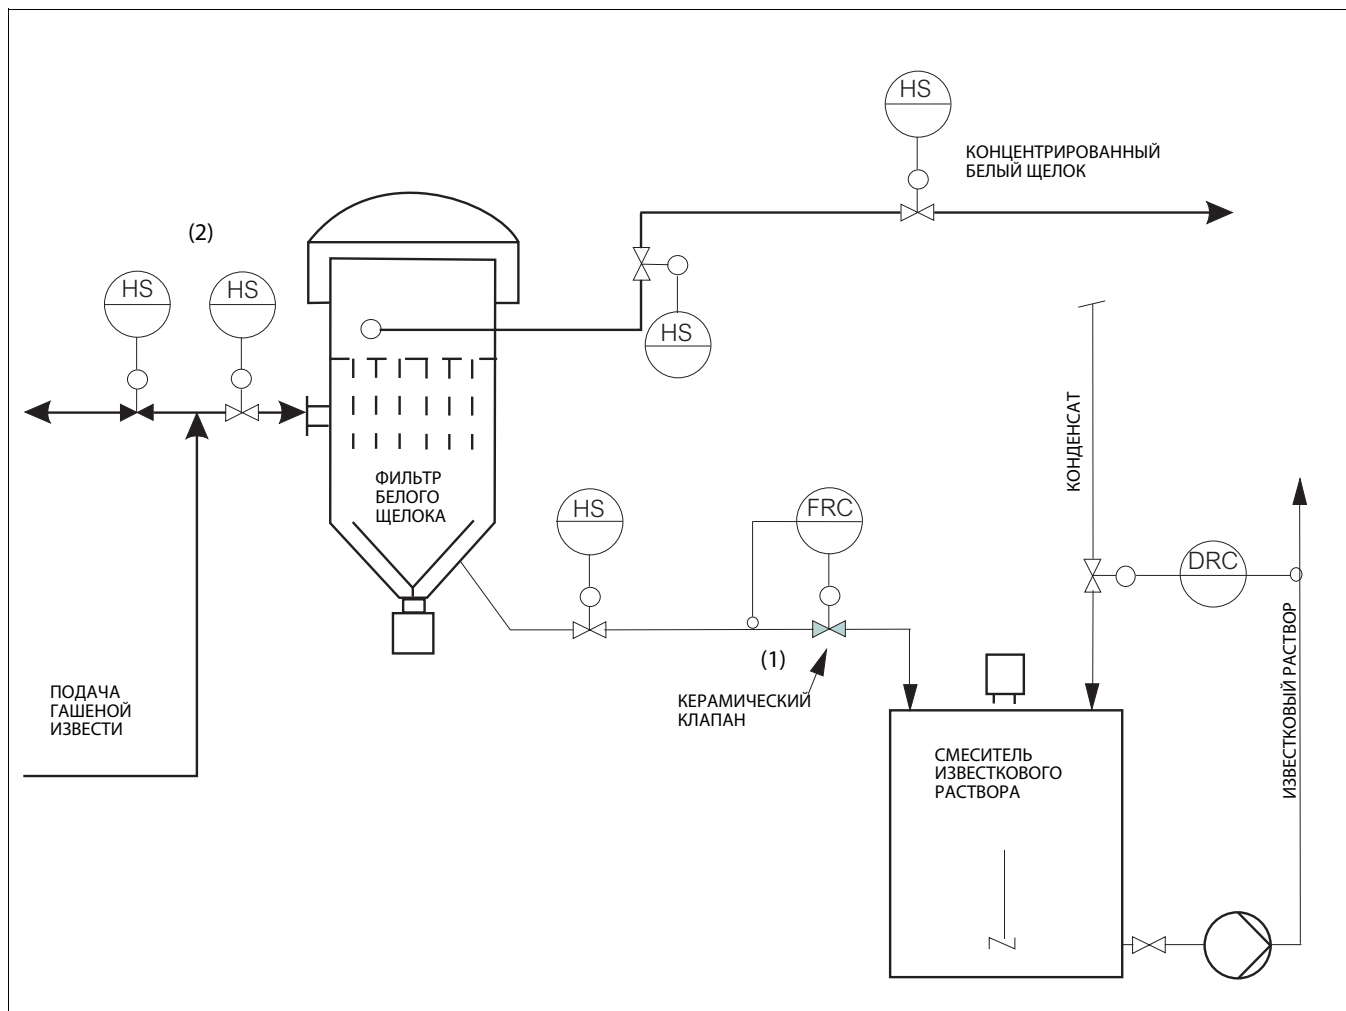 HS
КОНЦЕНТРИРОВАННЫЙ
БЕЛЫЙ ЩЕЛОК
(2)
HS
HS
HS
КОНДЕНСАТ
ФИЛЬТР
БЕЛОГО
ЩЕЛОКА
HS
FRC
DRC
(1)
КЕРАМИЧЕСКИЙ
КЛАПАН
ПОДАЧА
ГАШЕНОЙ
ИЗВЕСТИ
ИЗВЕСТКОВЫЙ РАСТВОР
СМЕСИТЕЛЬ
ИЗВЕСТКОВОГО
РАСТВОРА